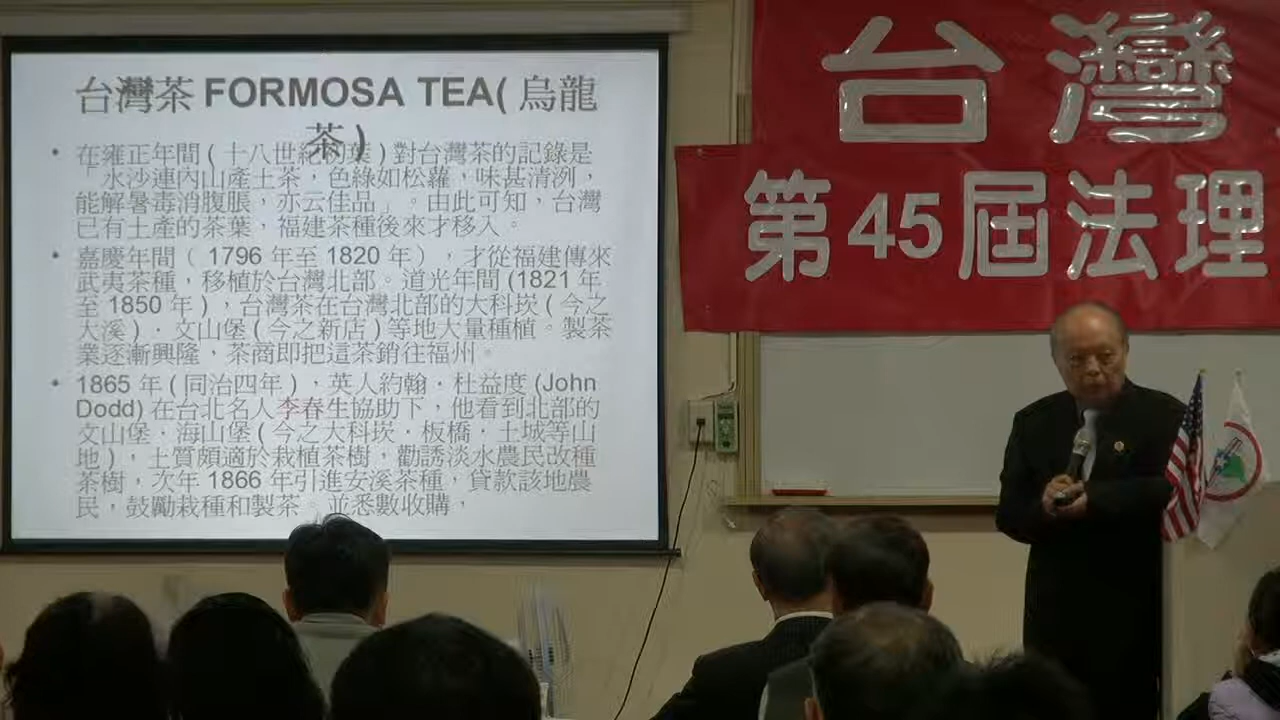 台灣茶 FORMOSA TEA( 烏龍
茶 )
• 在雍正年間 ( 十八世紀初葉 ) 對台灣茶的記錄是
「水沙連內山產土茶，色綠如松蘿，味甚清洌，
能解暑毒消腹脹，亦云佳品」。由此可知，台灣
已有土產的茶葉，福建茶種後來才移入。
• 嘉慶年間（ 1796 年至 1820 年），才從福建傳來
武夷茶種，移植於台灣北部。道光年間 (1821 年
至 1850 年 )，台灣茶在台灣北部的大科崁 ( 今之
大溪 )．文山堡 ( 今之新店 ) 等地大量種植。製茶
業逐漸興隆，茶商即把這茶銷往福州。
• 1865 年 ( 同治四年 )，英人約翰．杜益度 (John
Dodd) 在台北名人李春生協助下，他看到北部的
文山堡．海山堡 ( 今之大科崁．板橋．土城等山
地 )，土質頗適於栽植茶樹，勸誘淡水農民改種
茶樹，次年 1866 年引進安溪茶種，貸款該地農
民，鼓勵栽種和製茶，並悉數收購，
台灣
第45屆法理